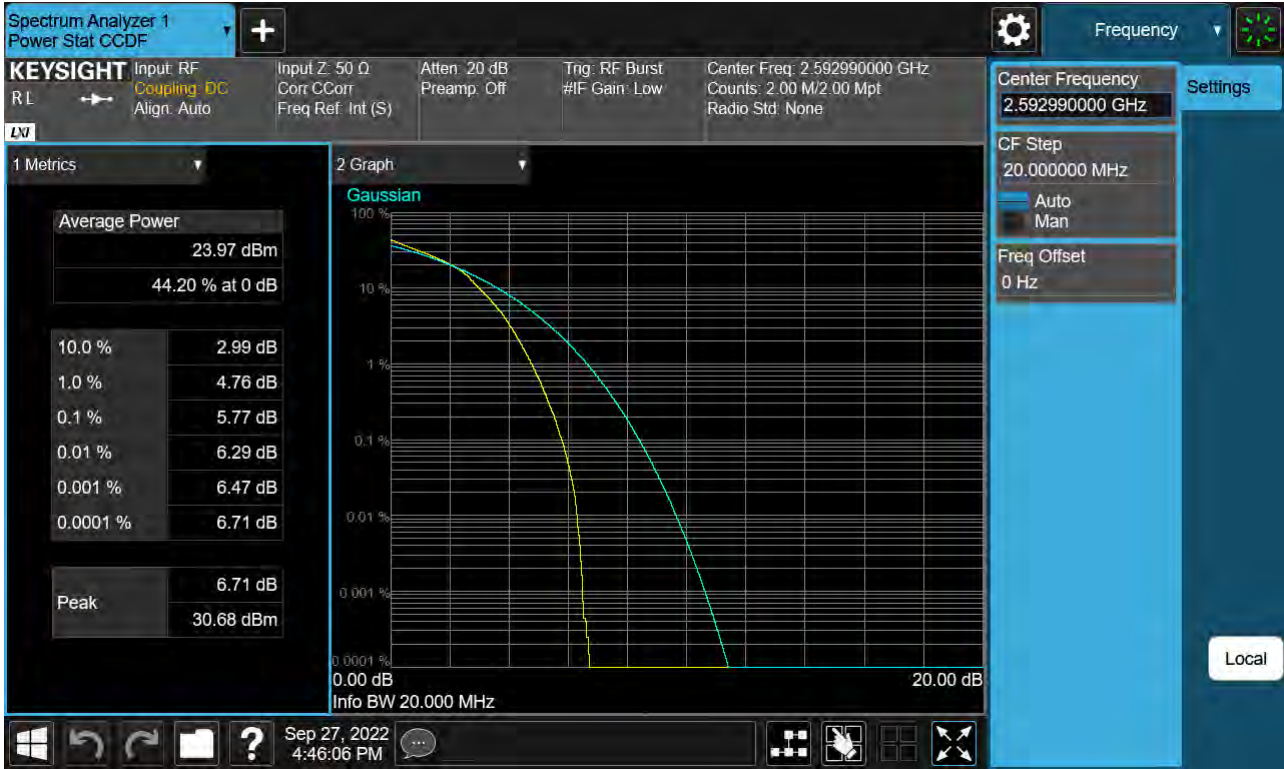 Spectrum Analyzer 1
Power Stat CCDF
Frequency
KEYSIGHT
R L
LXI
Input: RF
Coupling: DC
Align: Auto
Input Z: 50 Ω
Corr CCorr
Freq Ref: Int (S)
Atten: 20 dB
Preamp: Off
Trig: RF Burst
#IF Gain: Low
Center Freq: 2.592990000 GHz
Counts: 2.00 M/2.00 Mpt
Radio Std: None
Center Frequency
2.592990000 GHz
Settings
CF Step
20.000000 MHz
Auto
Man
Freq Offset
0 Hz
Local
1 Metrics
Average Power
23.97 dBm
44.20 % at 0 dB
10.0 % 2.99 dB
1.0 % 4.76 dB
0.1 % 5.77 dB
0.01 % 6.29 dB
0.001 % 6.47 dB
0.0001 % 6.71 dB
Peak
6.71 dB
30.68 dBm
2 Graph
Gaussian
100 %
10 %
1 %
0.1 %
0.01 %
0.001 %
0.0001 %
0.00 dB 20.00 dB
Info BW 20.000 MHz
?
Sep 27, 2022
4:46:06 PM